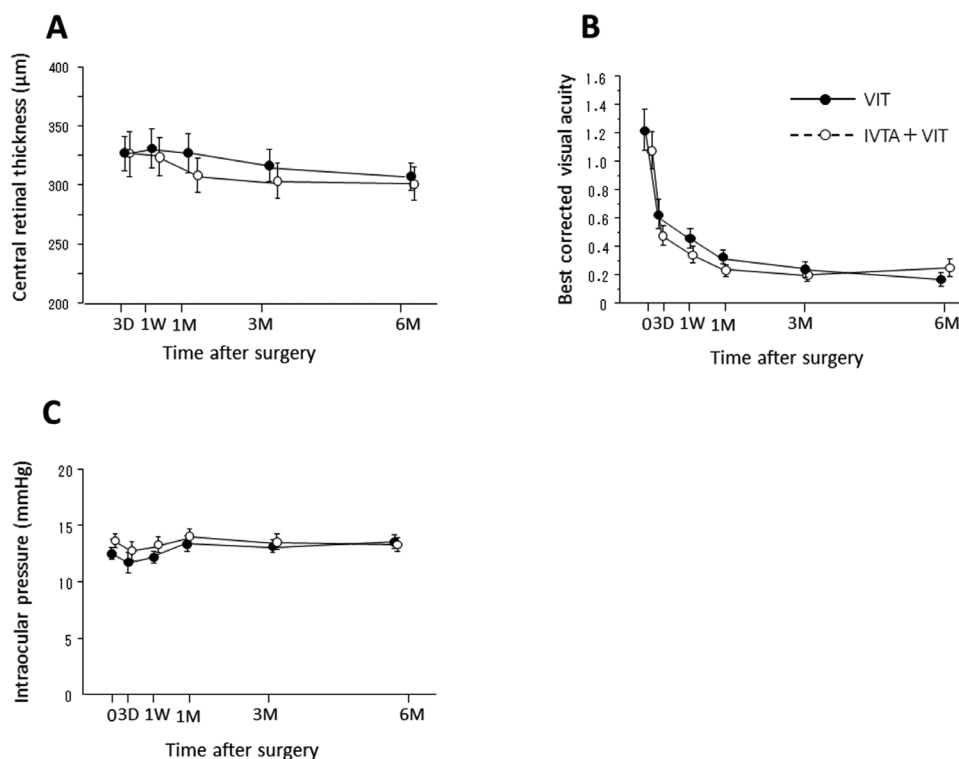 A
Central retinal thickness (μm)
400
350
300
250
200
3D 1W 1M 3M 6M
Time after surgery
B
Best corrected visual acuity
1.6
1.4
1.2
1.0
0.8
0.6
0.4
0.2
0
VIT
IVTA+VIT
03D 1W 1M 3M 6M
Time after surgery
C
Intraocular pressure (mmHg)
20
15
10
5
0
03D 1W 1M 3M 6M
Time after surgery